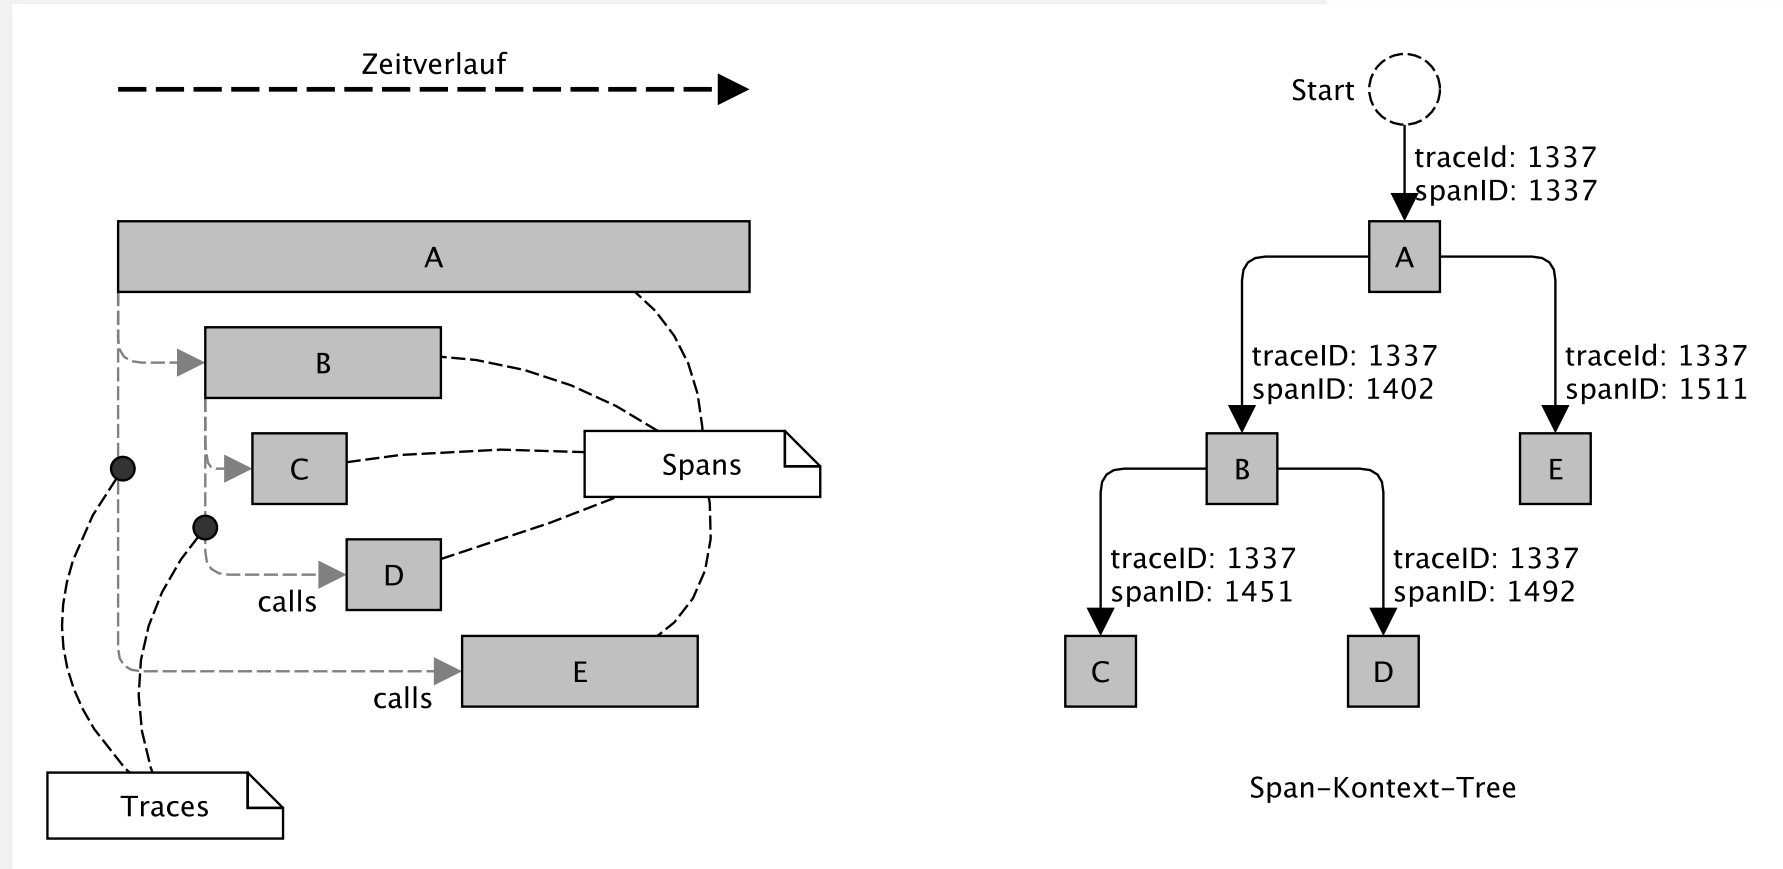 Zeitverlauf
A
B
C
Spans
D
calls
E
calls
Traces
Start
traceId: 1337
spanID: 1337
A
traceID: 1337
spanID: 1402
traceId: 1337
spanID: 1511
B
E
traceID: 1337
spanID: 1451
traceID: 1337
spanID: 1492
C
D
Span-Kontext-Tree